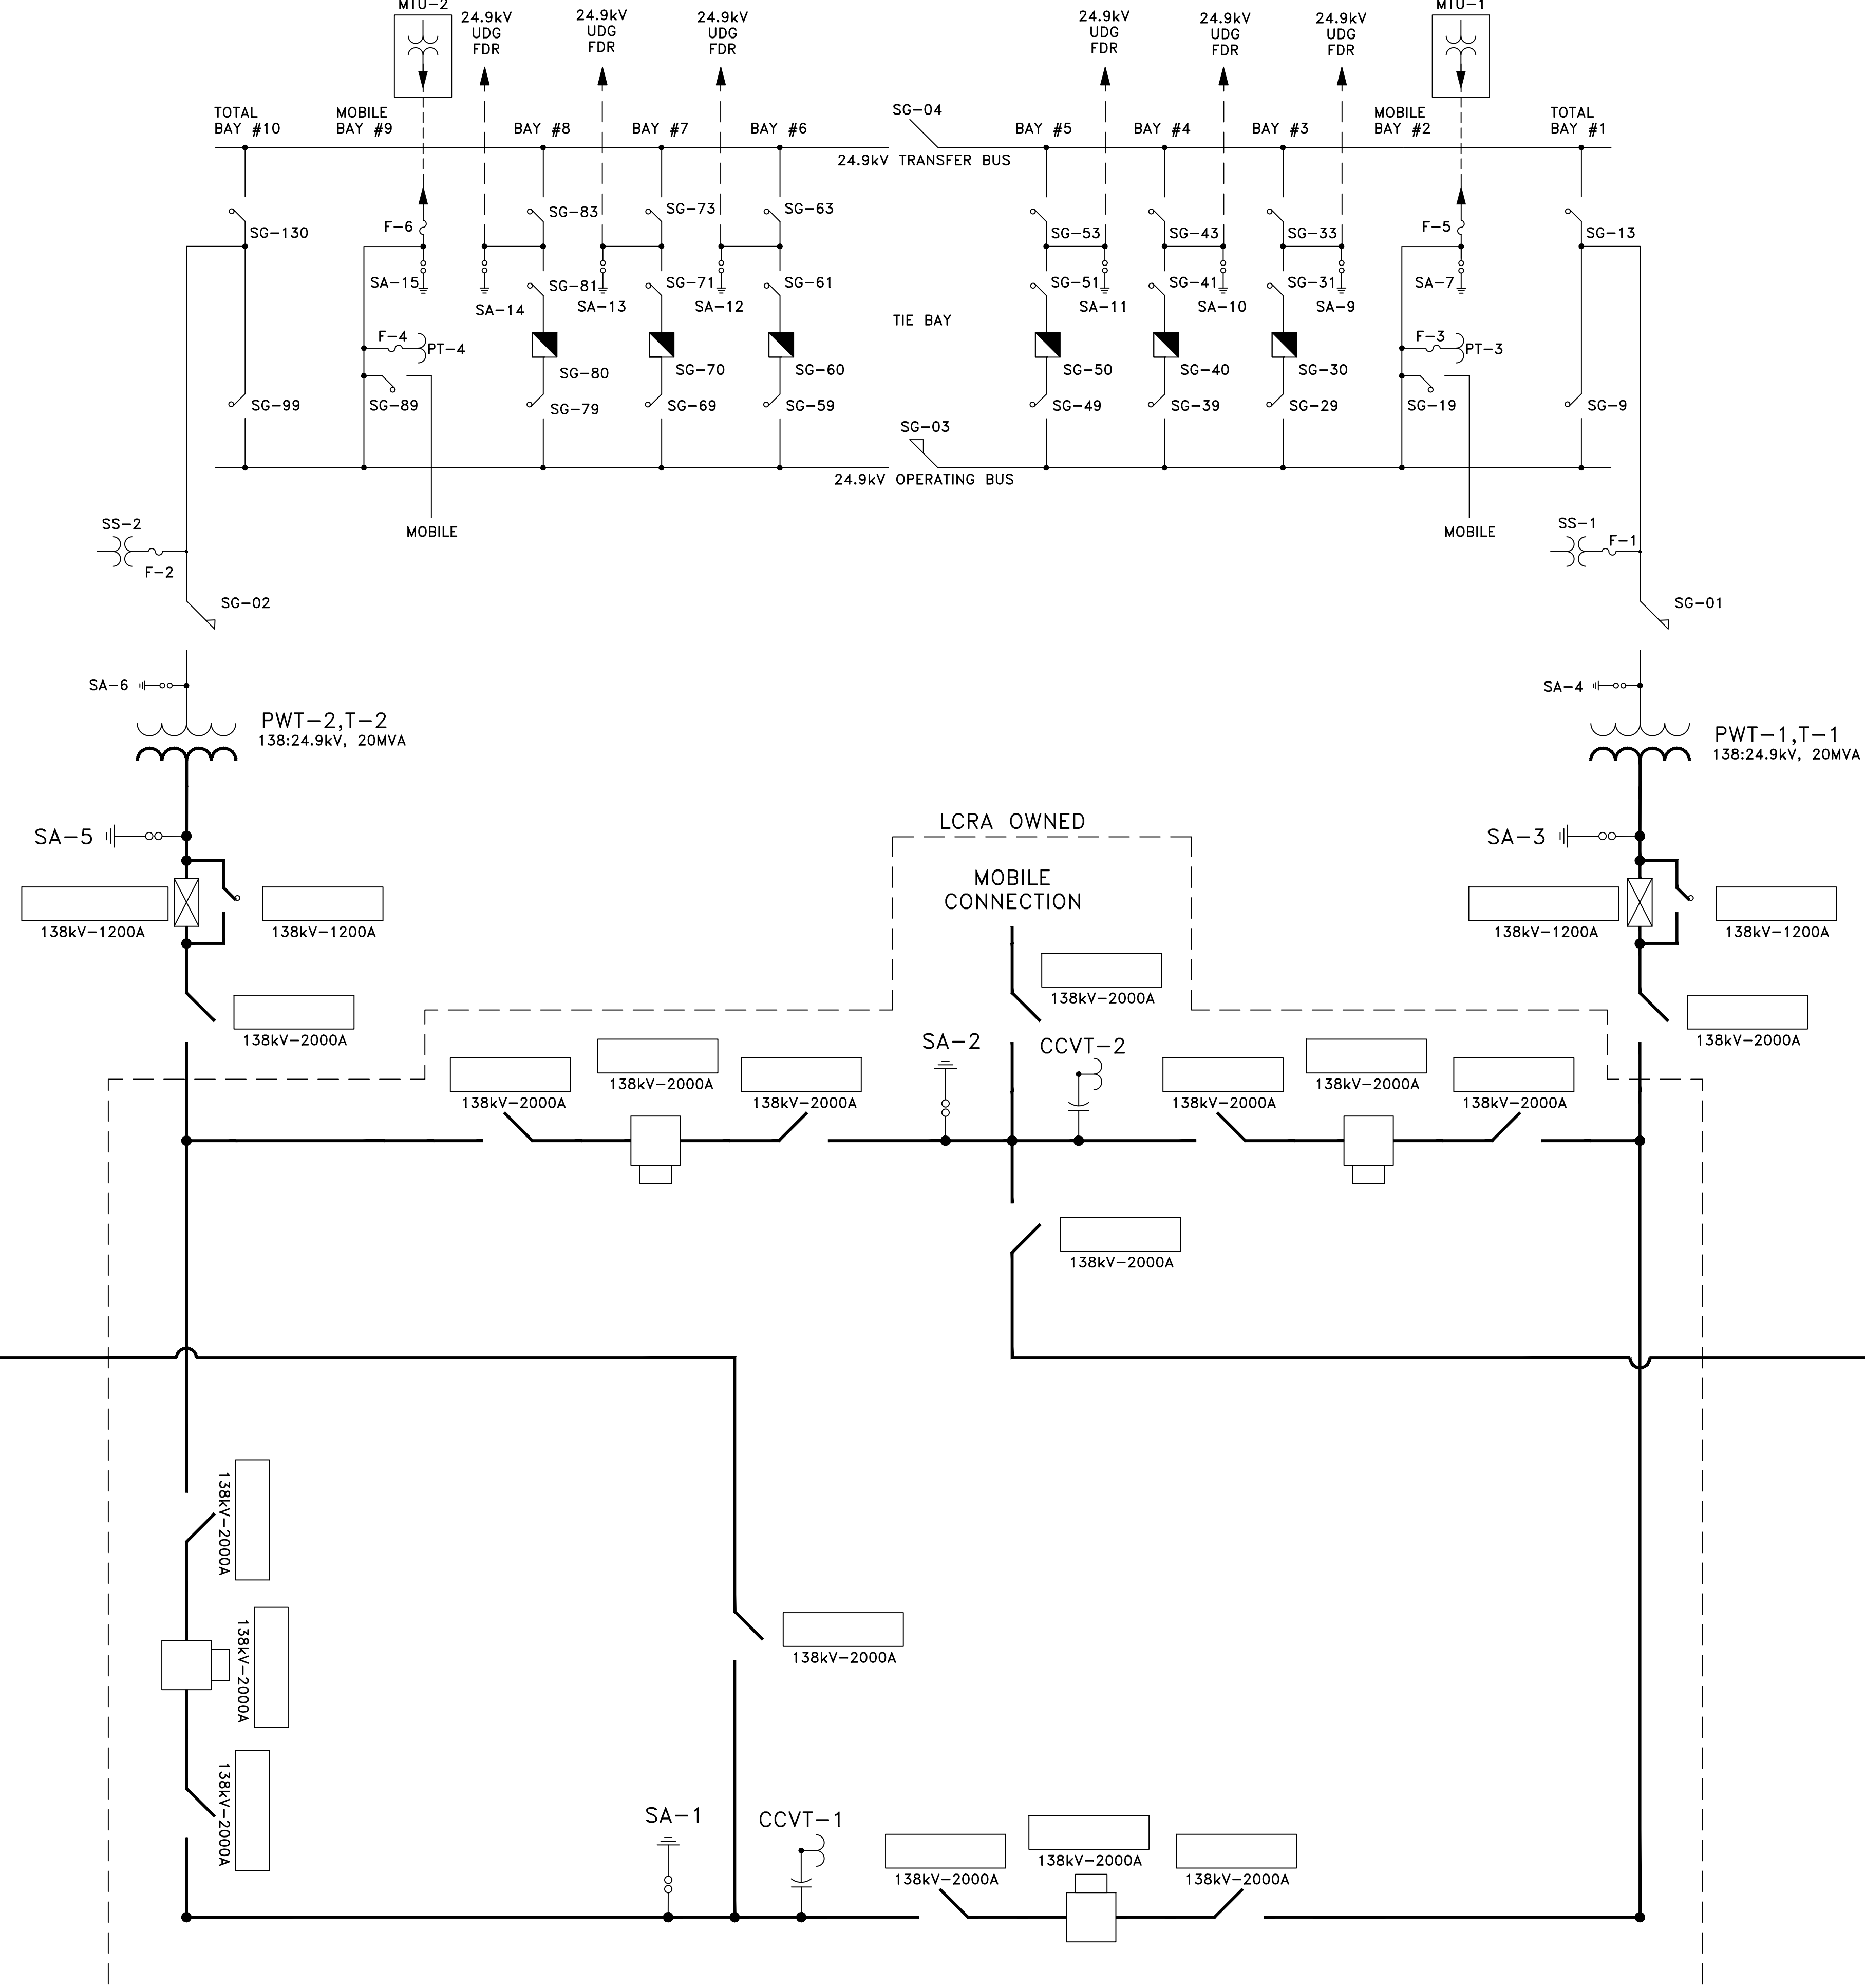 MTU-2
24.9kV
UDG
FDR
24.9kV
UDG
FDR
24.9kV
UDG
FDR
24.9kV
UDG
FDR
24.9kV
UDG
FDR
24.9kV
UDG
FDR
MTU-1
TOTAL
BAY #10
MOBILE
BAY #9
BAY #8
BAY #7
BAY #6
SG-04
24.9kV TRANSFER BUS
BAY #5
BAY #4
BAY #3
MOBILE
BAY #2
TOTAL
BAY #1
SG-130
F-6
SG-83
SG-73
SG-63
SG-53
SG-43
SG-33
F-5
SG-13
SA-15
SG-81
SG-71
SG-61
SG-51
SG-41
SG-31
SA-7
SA-14
SA-13
SA-12
SA-11
SA-10
SA-9
TIE BAY
F-4
PT-4
F-3
PT-3
SG-80
SG-70
SG-60
SG-50
SG-40
SG-30
SG-99
SG-89
SG-79
SG-69
SG-59
SG-49
SG-39
SG-29
SG-19
SG-9
SG-03
24.9kV OPERATING BUS
MOBILE
MOBILE
SS-2
F-2
SS-1
F-1
SG-02
SG-01
SA-6
SA-4
PWT-2,T-2
138:24.9kV, 20MVA
PWT-1,T-1
138:24.9kV, 20MVA
SA-5
LCRA OWNED
SA-3
MOBILE
CONNECTION
138kV-1200A
138kV-1200A
138kV-1200A
138kV-1200A
138kV-2000A
138kV-2000A
138kV-2000A
SA-2
CCVT-2
138kV-2000A
138kV-2000A
138kV-2000A
138kV-2000A
138kV-2000A
138kV-2000A
138kV-2000A
138kV-2000A
138kV-2000A
138kV-2000A
138kV-2000A
SA-1
CCVT-1
138kV-2000A
138kV-2000A
138kV-2000A